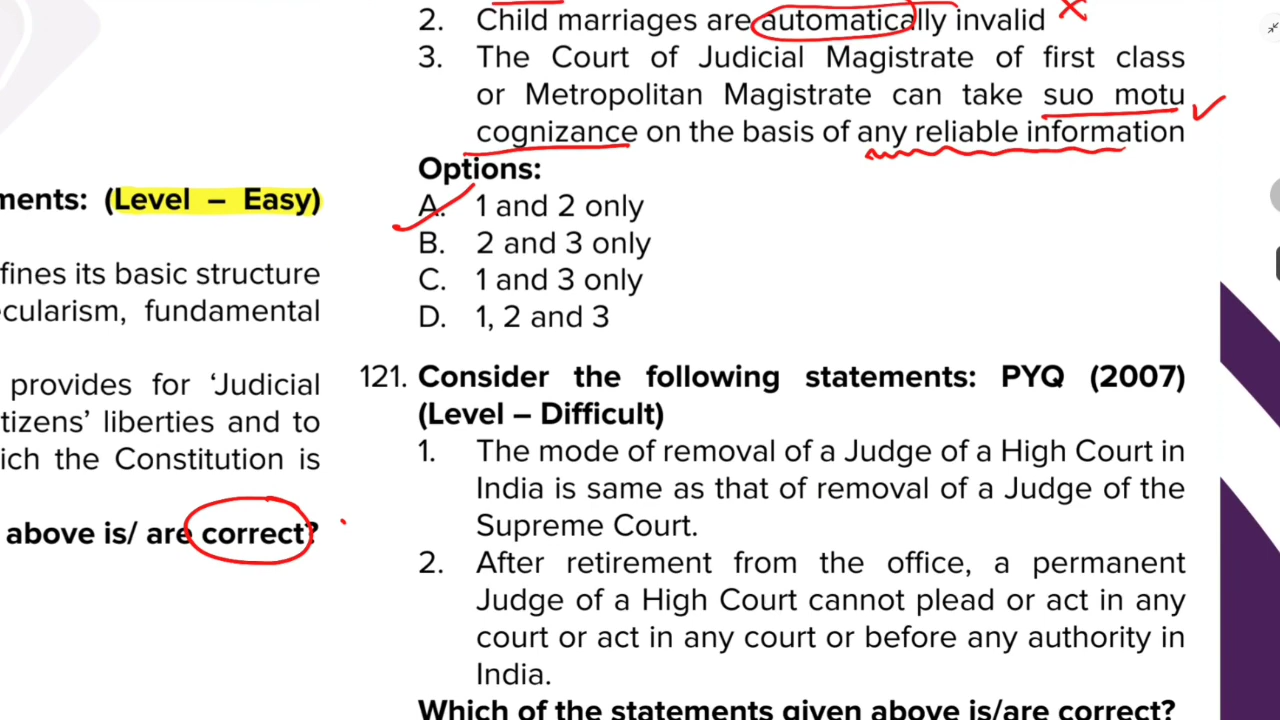 ments: (Level – Easy)
fines its basic structure
cularism, fundamental
provides for ‘Judicial
tizens’ liberties and to
ich the Constitution is
above is/ are correct?
2. Child marriages are automatically invalid
3. The Court of Judicial Magistrate of first class
or Metropolitan Magistrate can take suo motu
cognizance on the basis of any reliable information
Options:
A. 1 and 2 only
B. 2 and 3 only
C. 1 and 3 only
D. 1, 2 and 3
121. Consider the following statements: PYQ (2007)
(Level – Difficult)
1. The mode of removal of a Judge of a High Court in
India is same as that of removal of a Judge of the
Supreme Court.
2. After retirement from the office, a permanent
Judge of a High Court cannot plead or act in any
court or act in any court or before any authority in
India.
Which of the statements given above is/are correct?